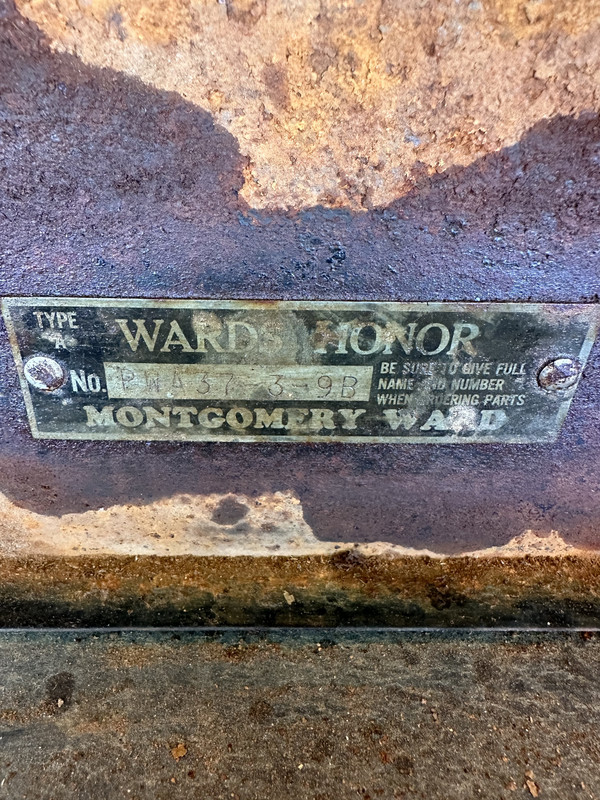 TYPE
A
WARDS HONOR
No. PWA37-3-9B
BE SURE TO GIVE FULL
NAME AND NUMBER
WHEN ORDERING PARTS
MONTGOMERY WARD